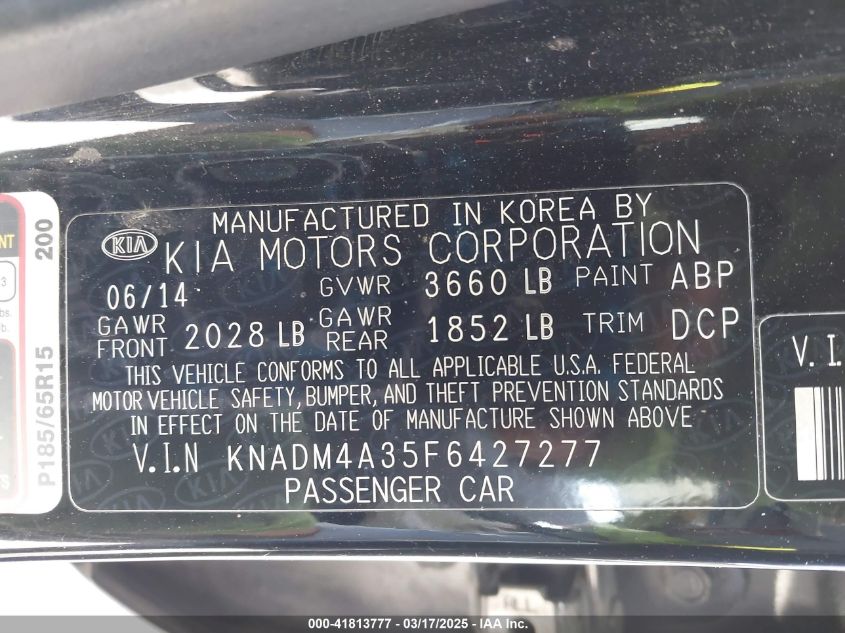 MANUFACTURED IN KOREA BY
KIA KIA MOTORS CORPORATION
06/14 GVWR 3660 LB PAINT ABP
GAWR FRONT 2028 LB GAWR REAR 1852 LB TRIM DCP
THIS VEHICLE CONFORMS TO ALL APPLICABLE U.S.A. FEDERAL
MOTOR VEHICLE SAFETY, BUMPER, AND THEFT PREVENTION STANDARDS
IN EFFECT ON THE DATE OF MANUFACTURE SHOWN ABOVE
V.I.N KNADM4A35F6427277
PASSENGER CAR
P185/65R15 200
V.I.
000-41813777 - 03/17/2025 - IAA Inc.